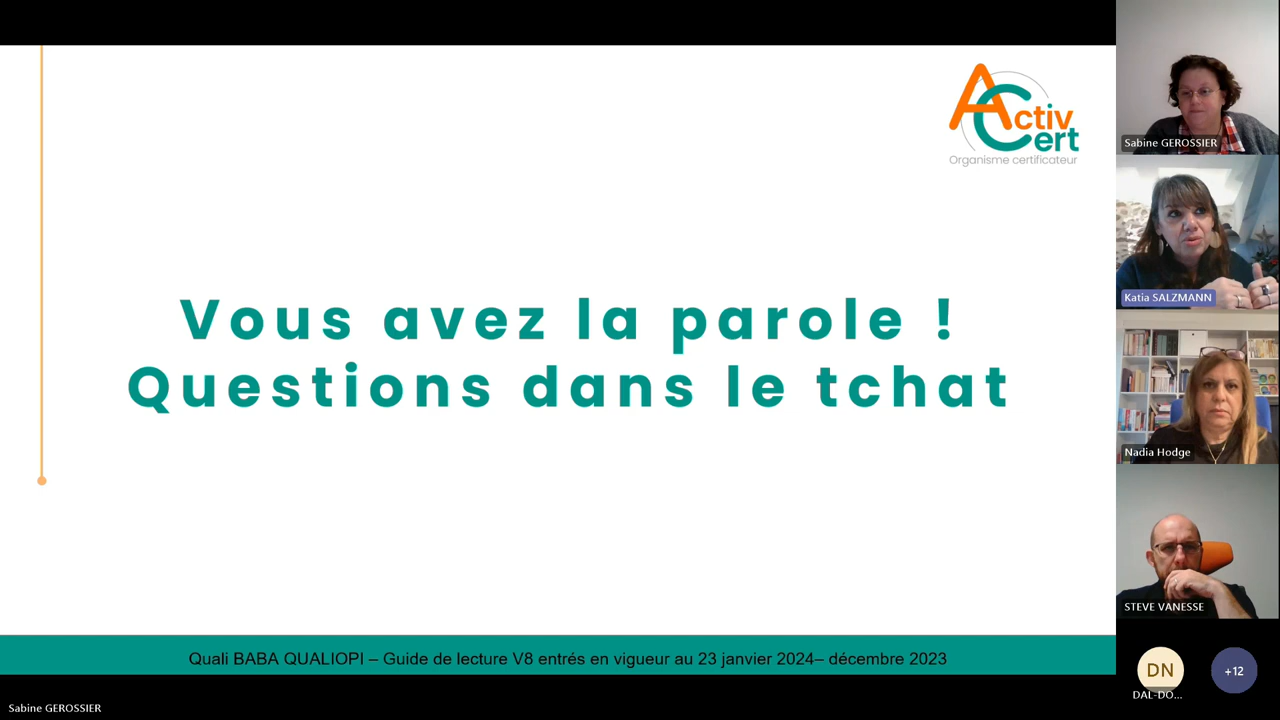 ACtiv
Cert
Organisme certificateur
Vous avez la parole !
Questions dans le tchat
Quali BABA QUALIOPI – Guide de lecture V8 entrés en vigueur au 23 janvier 2024– décembre 2023
Sabine GEROSSIER
Sabine GEROSSIER
Katia SALZMANN
Nadia Hodge
STEVE VANESSE
DN
DAL-DO...
+12